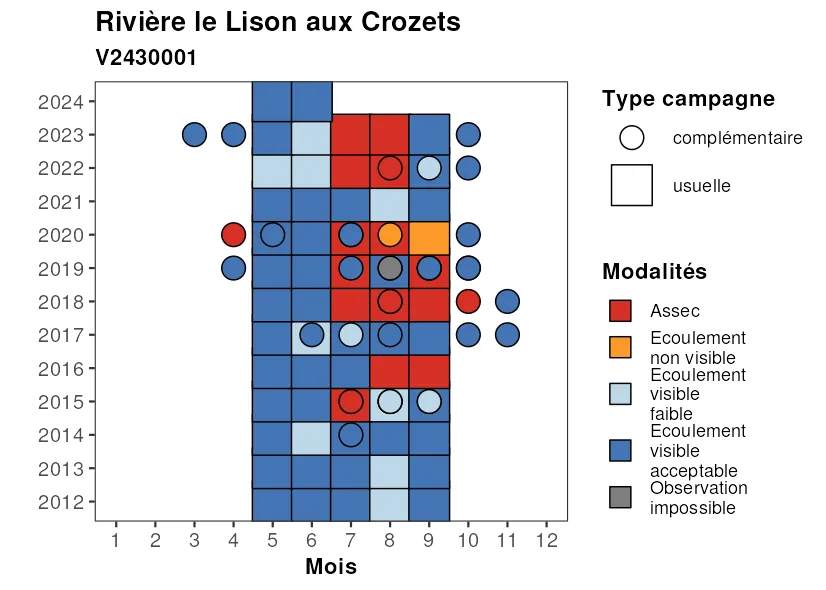 Rivière le Lison aux Crozets
V2430001
2024
2023
2022
2021
2020
2019
2018
2017
2016
2015
2014
2013
2012
1 2 3 4 5 6 7 8 9 10 11 12
Mois
Type campagne
complémentaire
usuelle
Modalités
Assec
Ecoulement
non visible
Ecoulement
visible
faible
Ecoulement
visible
acceptable
Observation
impossible